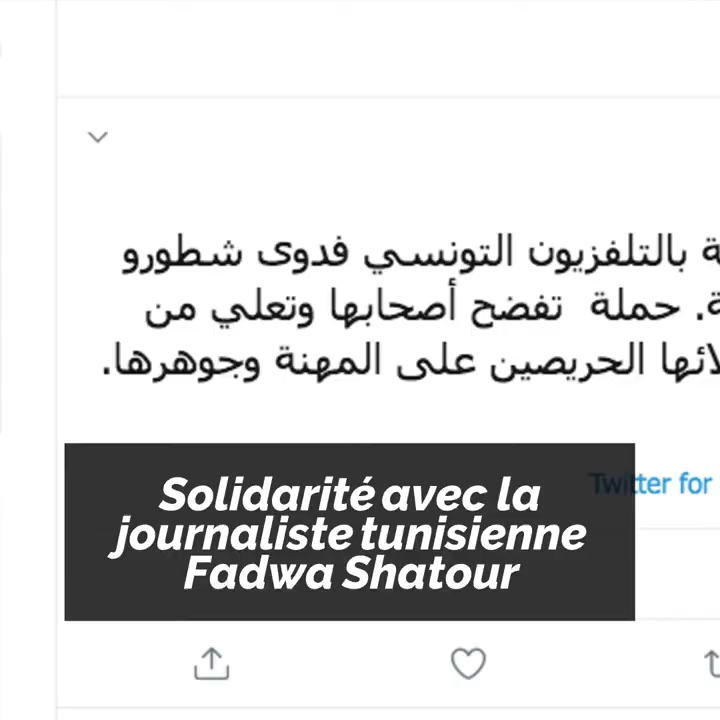 بالتلفزيون التونسي فدوى شطورو
حملة تفضح أصحابها وتعلي من
الحريصين على المهنة وجوهرها.
Twitter for
Solidarité avec la
journaliste tunisienne
Fadwa Shatour